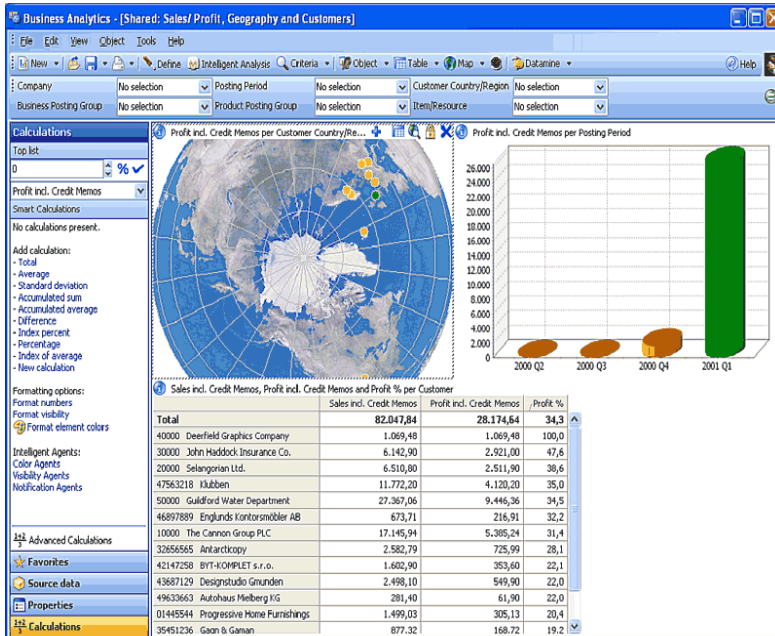 Business Analytics - [Shared: Sales/ Profit, Geography and Customers]
File Edit View Object Tools Help
New Define Intelligent Analysis Criteria Object Table Map Datamine Help
Company No selection Posting Period No selection Customer Country/Region No selection
Business Posting Group No selection Product Posting Group No selection Item/Resource No selection
Calculations
Top list
0 %
Profit incl. Credit Memos
Smart Calculations
No calculations present.
Add calculation:
- Total
- Average
- Standard deviation
- Accumulated sum
- Accumulated average
- Difference
- Index percent
- Percentage
- Index of average
- New calculation
Formatting options:
Format numbers
Format visibility
Format element colors
Intelligent Agents:
Color Agents
Visibility Agents
Notification Agents
1+2 3 Advanced Calculations
Favorites
Source data
Properties
1+2 3 Calculations
Profit incl. Credit Memos per Customer Country/Re...
Profit incl. Credit Memos per Posting Period
26.000
24.000
22.000
20.000
18.000
16.000
14.000
12.000
10.000
8.000
6.000
4.000
2.000
0
2000 Q2 2000 Q3 2000 Q4 2001 Q1
Sales incl. Credit Memos, Profit incl. Credit Memos and Profit % per Customer
Sales incl. Credit Memos Profit incl. Credit Memos Profit %
Total 82.047,84 28.174,64 34,3
40000 Deerfield Graphics Company 1.069,48 1.069,48 100,0
30000 John Haddock Insurance Co. 6.142,90 2.921,00 47,6
20000 Selangorian Ltd. 6.510,80 2.511,90 38,6
47563218 Klubben 11.772,20 4.120,20 35,0
50000 Guildford Water Department 27.367,06 9.446,36 34,5
46897889 Englunds Kontorsmöbler AB 673,71 216,91 32,2
10000 The Cannon Group PLC 17.145,94 5.385,24 31,4
32656565 Antarcticopy 2.582,79 725,99 28,1
42147258 BYT-KOMPLET s.r.o. 1.602,90 353,60 22,1
43687129 Designstudio Gmunden 2.498,10 549,90 22,0
49633663 Autohaus Mielberg KG 281,40 61,90 22,0
01445544 Progressive Home Furnishings 1.499,03 305,13 20,4
35451236 Gagn & Gaman 877,32 168,72 19,2